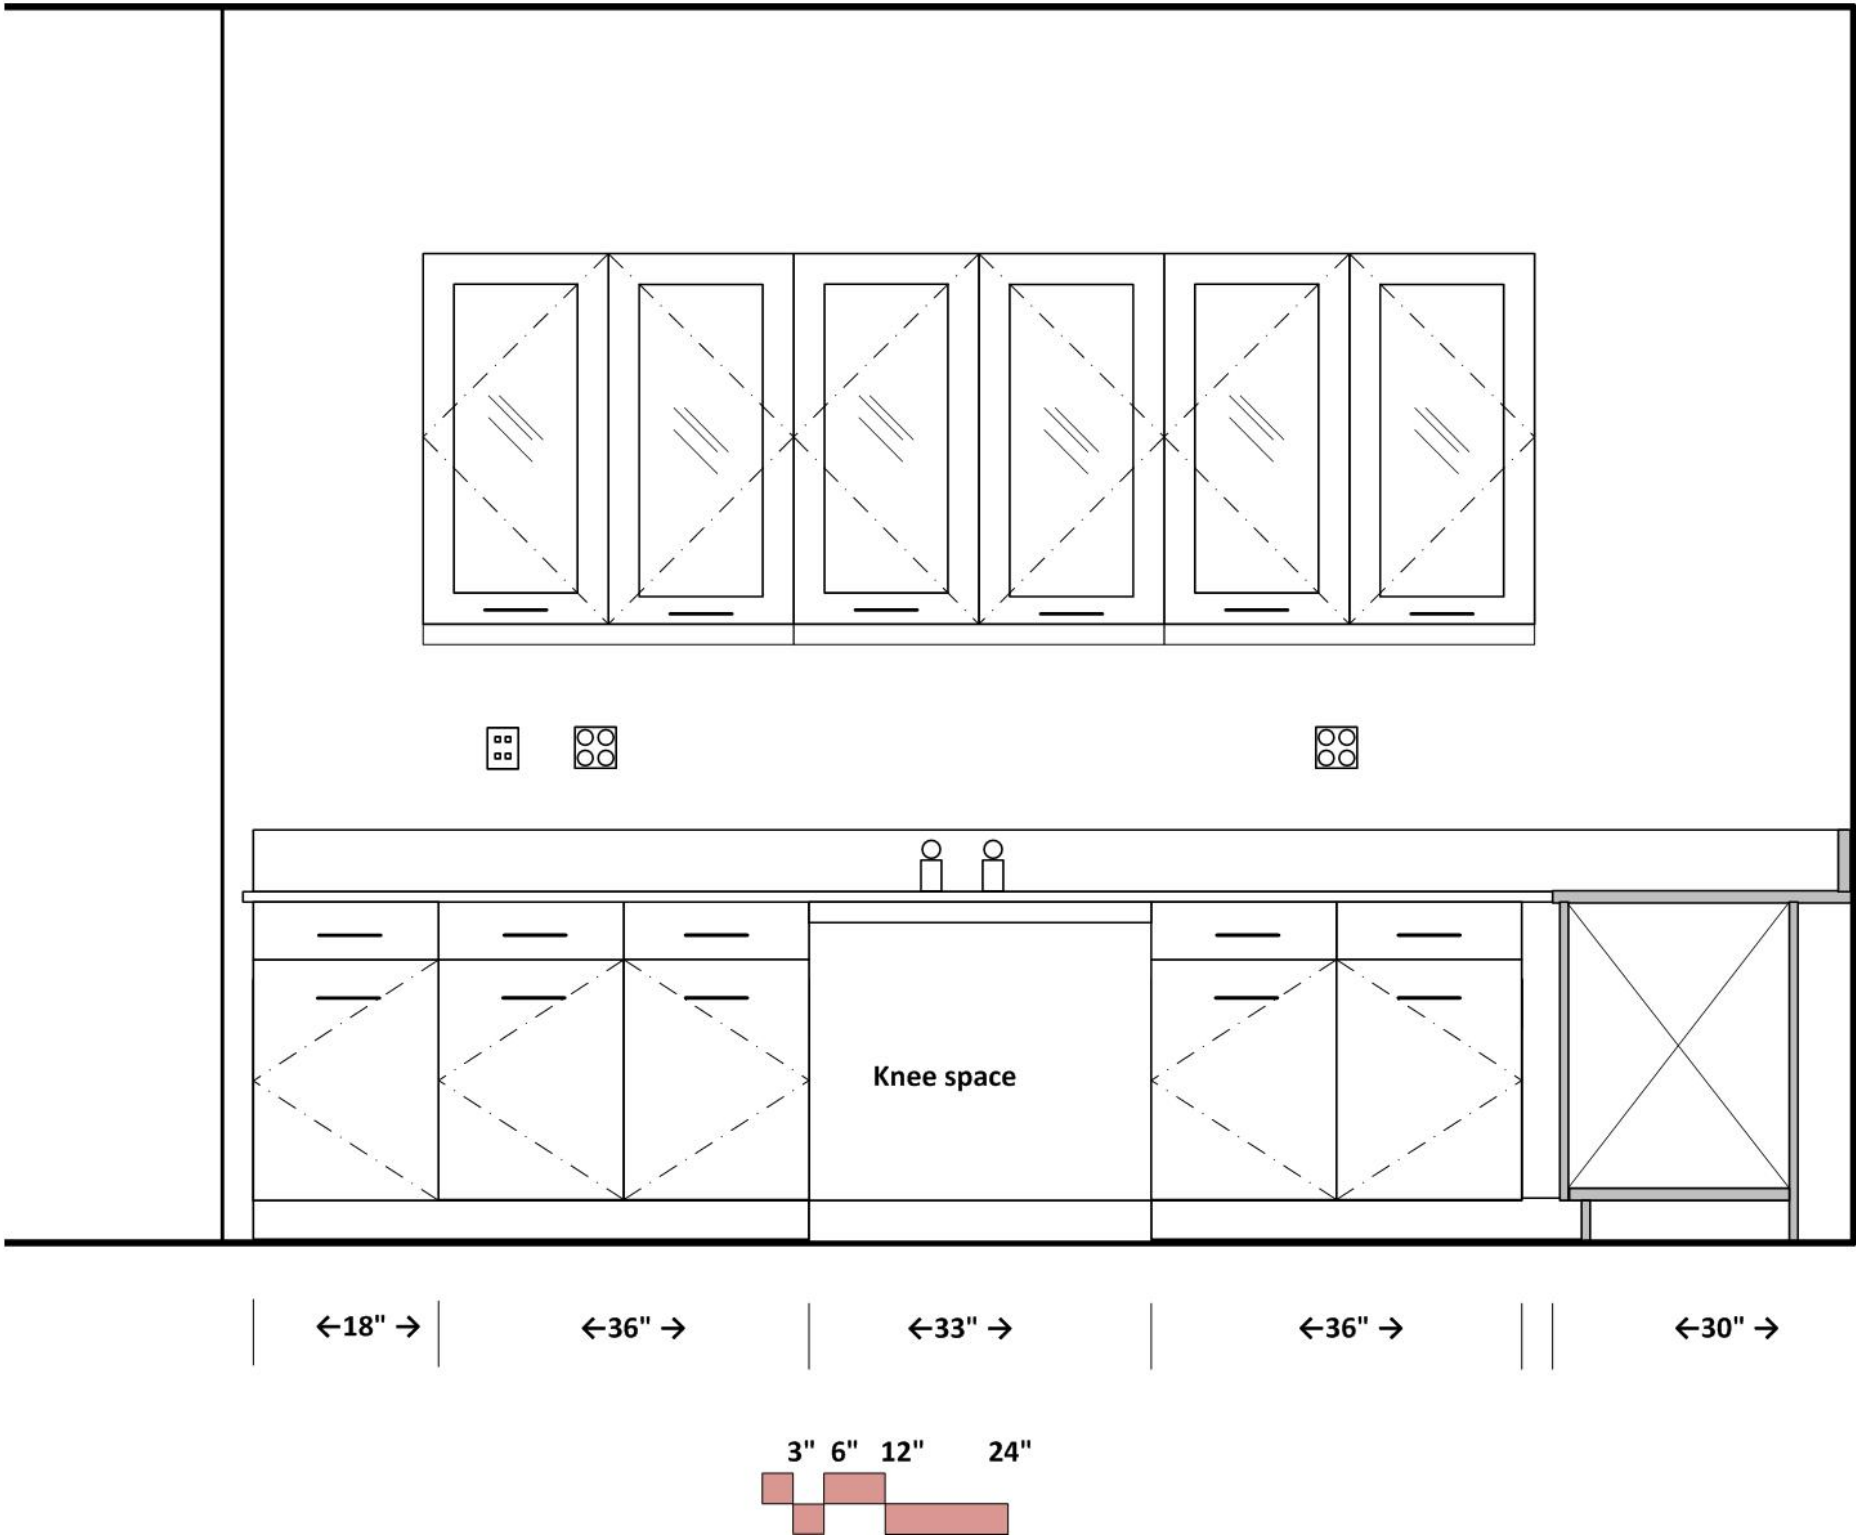 Knee space
←18" →
←36" →
←33" →
←36" →
←30" →
3" 6" 12" 24"